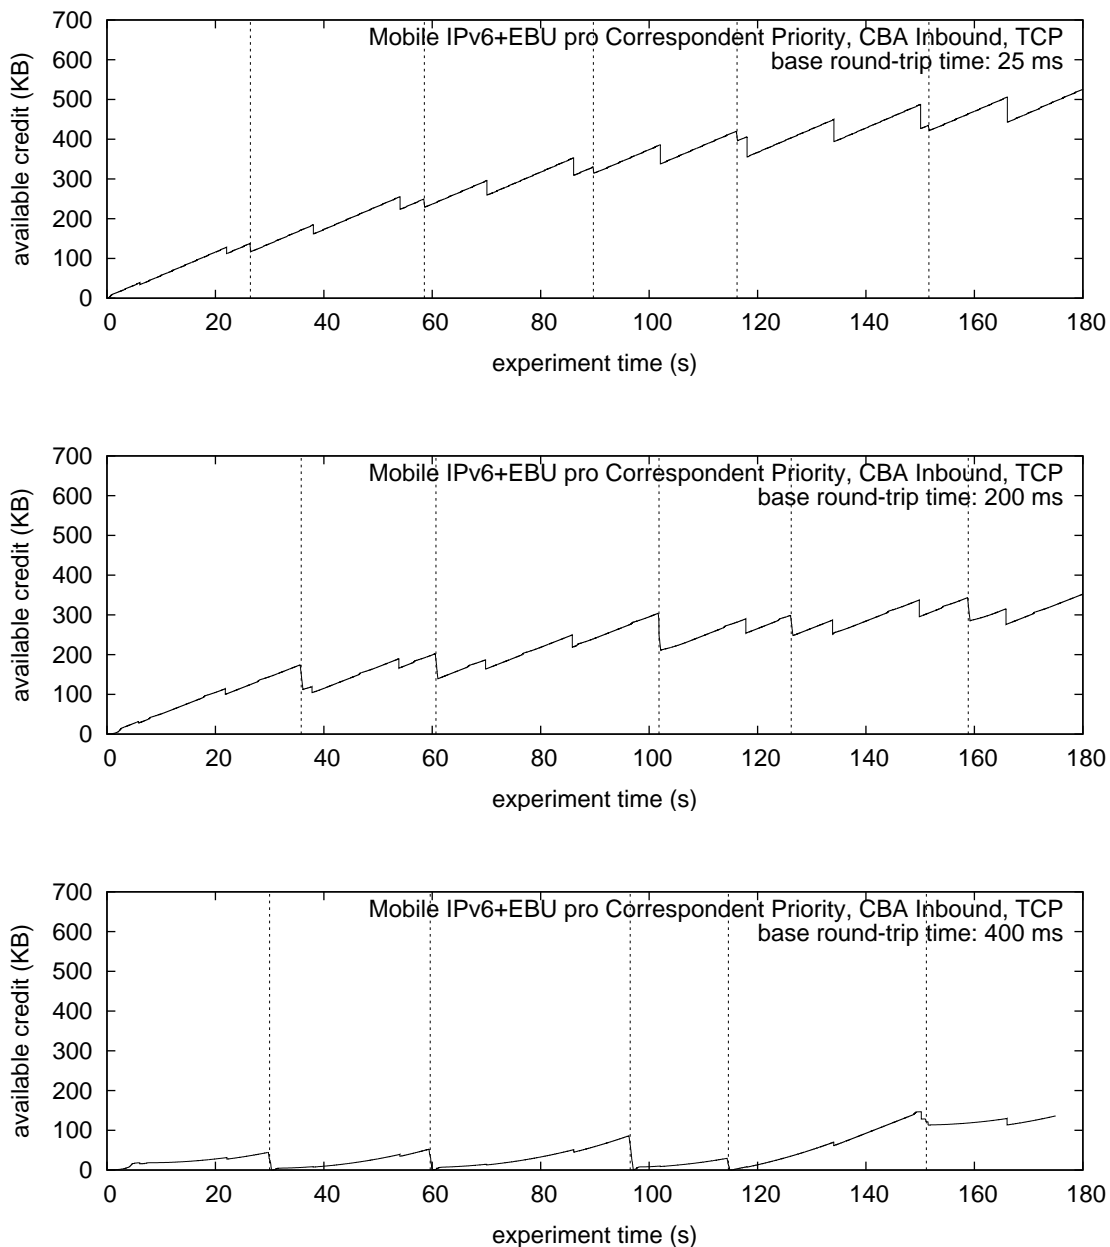 Mobile IPv6+EBU pro Correspondent Priority, CBA Inbound, TCP
base round-trip time: 25 ms
available credit (KB)
700
600
500
400
300
200
100
0
0 20 40 60 80 100 120 140 160 180
experiment time (s)
Mobile IPv6+EBU pro Correspondent Priority, CBA Inbound, TCP
base round-trip time: 200 ms
available credit (KB)
700
600
500
400
300
200
100
0
0 20 40 60 80 100 120 140 160 180
experiment time (s)
Mobile IPv6+EBU pro Correspondent Priority, CBA Inbound, TCP
base round-trip time: 400 ms
available credit (KB)
700
600
500
400
300
200
100
0
0 20 40 60 80 100 120 140 160 180
experiment time (s)